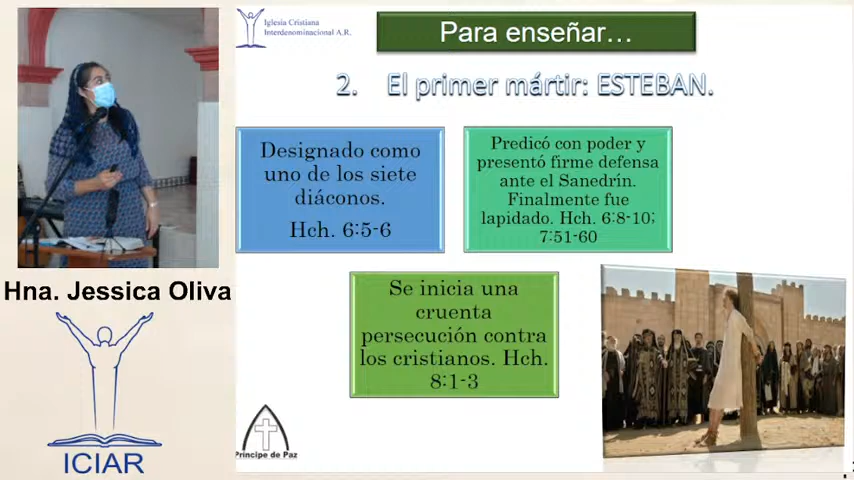 Iglesia Cristiana
Interdenominacional A.R.
Para enseñar...
2. El primer mártir: ESTEBAN.
Designado como
uno de los siete
diáconos.
Hch. 6:5-6
Predicó con poder y
presentó firme defensa
ante el Sanedrín.
Finalmente fue
lapidado. Hch. 6:8-10;
7:51-60
Se inicia una
cruenta
persecución contra
los cristianos. Hch.
8:1-3
Hna. Jessica Oliva
ICIAR
Príncipe de Paz